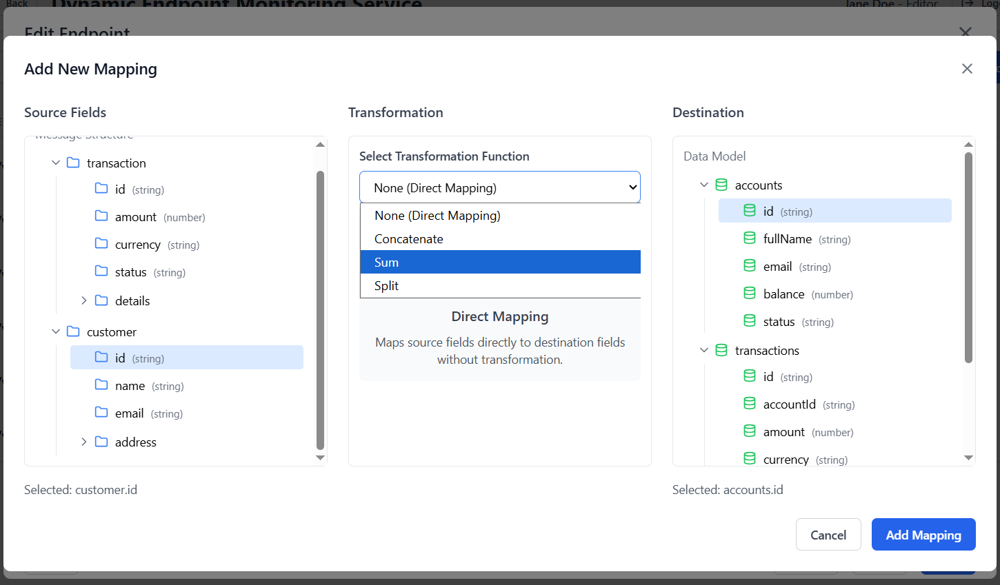 Back
Dynamic Endpoint Monitoring Service
Jane Doe - Editor
Edit Endpoint
Add New Mapping
Source Fields
Message Structure
transaction
id (string)
amount (number)
currency (string)
status (string)
details
customer
id (string)
name (string)
email (string)
address
Selected: customer.id
Transformation
Select Transformation Function
None (Direct Mapping)
None (Direct Mapping)
Concatenate
Sum
Split
Direct Mapping
Maps source fields directly to destination fields
without transformation.
Destination
Data Model
accounts
id (string)
fullName (string)
email (string)
balance (number)
status (string)
transactions
id (string)
accountId (string)
amount (number)
currency (string)
Selected: accounts.id
Cancel
Add Mapping